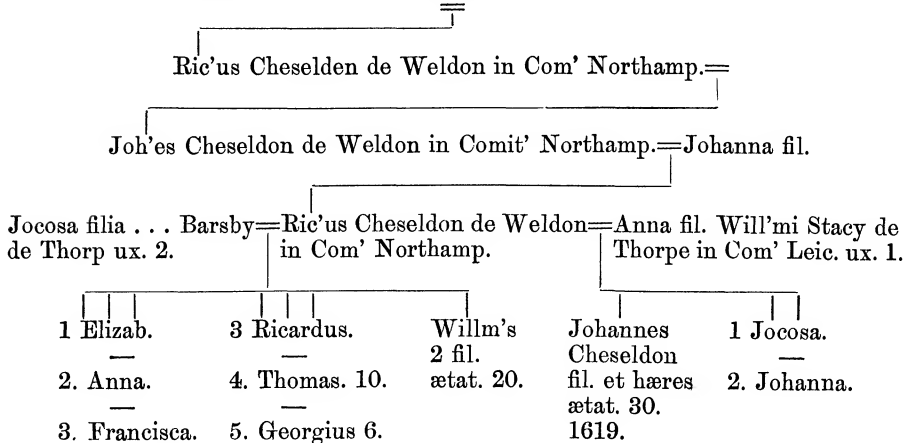 Ric'us Cheselden de Weldon in Com' Northamp.=
Joh'es Cheseldon de Weldon in Comit' Northamp.=Johanna fil.
Jocosa filia . . . Barsby=Ric'us Cheseldon de Weldon=Anna fil. Will'mi Stacy de
de Thorp ux. 2.
in Com' Northamp.
Thorpe in Com' Leic. ux. 1.
1 Elizab.
2. Anna.
3. Francisca.
3 Ricardus.
4. Thomas. 10.
5. Georgius 6.
Willm's
2 fil.
ætat. 20.
Johannes
Cheseldon
fil. et hæres
ætat. 30.
1619.
1 Jocosa.
2. Johanna.